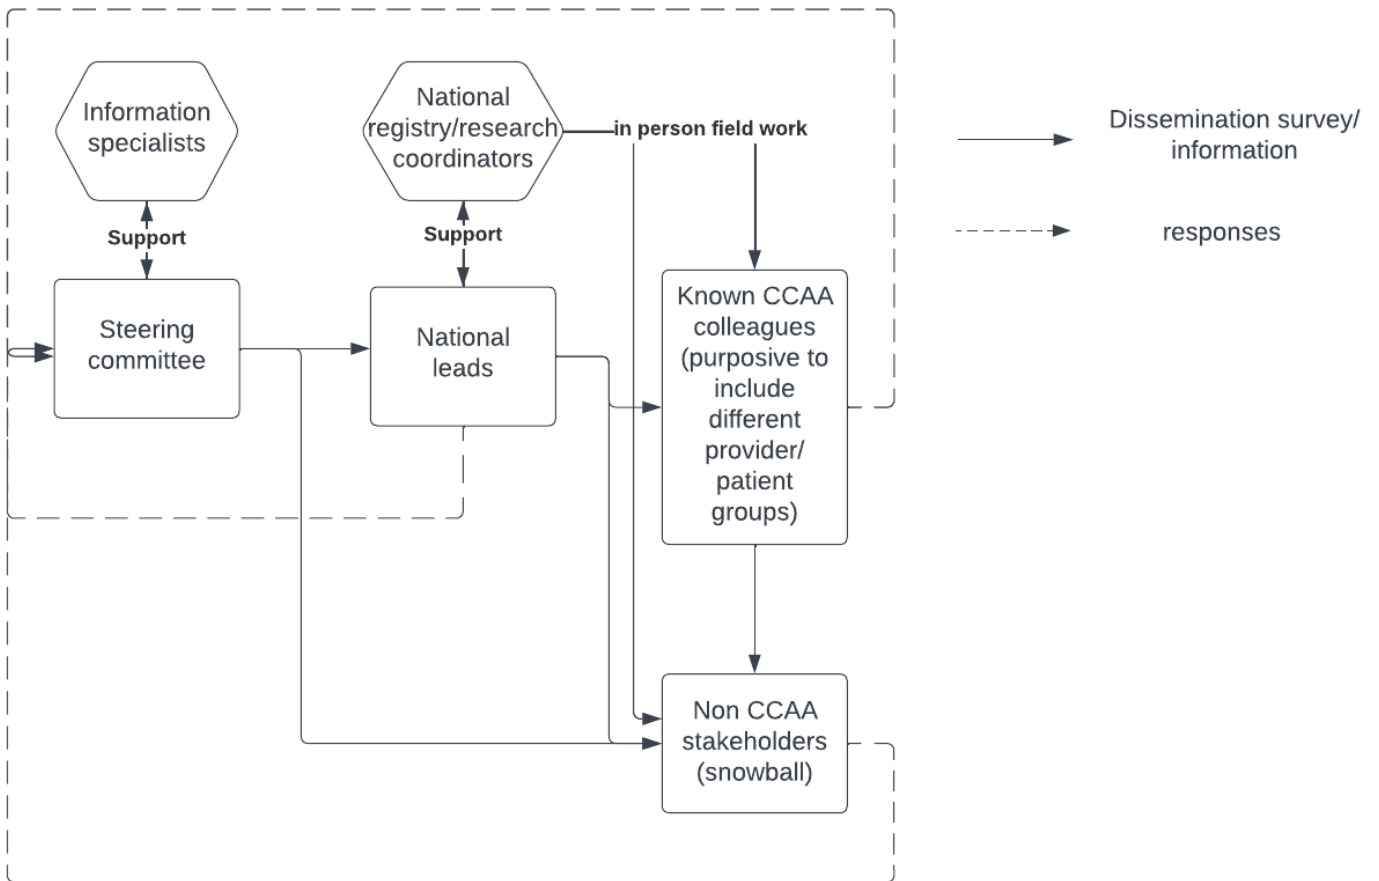 Information
specialists
National
registry/research
coordinators
in person field work
Dissemination survey/
information
responses
Support
Support
Steering
committee
National
leads
Known CCAA
colleagues
(purposive to
include
different
provider/
patient
groups)
Non CCAA
stakeholders
(snowball)